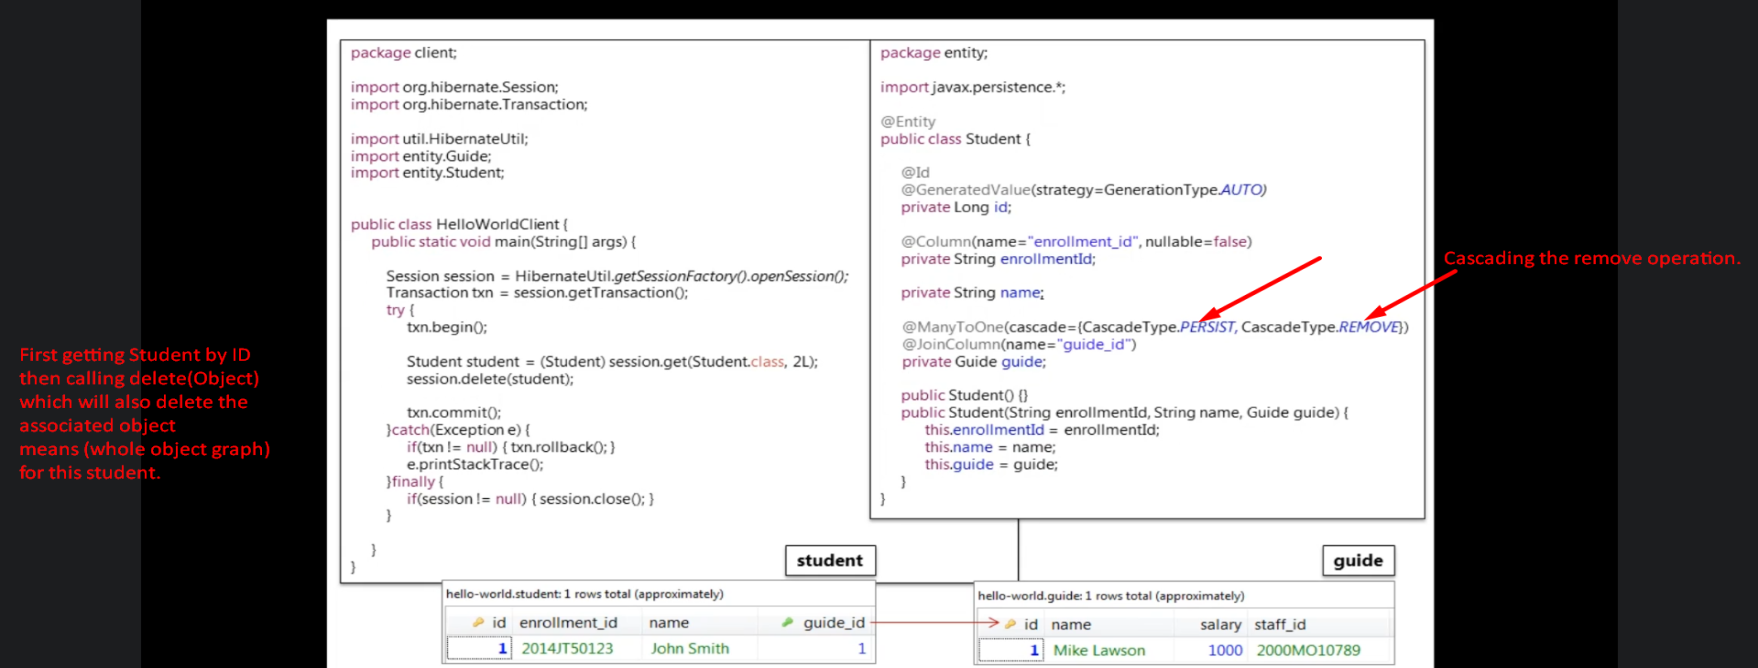 package client;
import org.hibernate.Session;
import org.hibernate.Transaction;
import util.HibernateUtil;
import entity.Guide;
import entity.Student;
public class HelloWorldClient {
public static void main(String[] args) {
Session session = HibernateUtil.getSessionFactory().openSession();
Transaction txn = session.getTransaction();
try {
txn.begin();
Student student = (Student) session.get(Student.class, 2L);
session.delete(student);
txn.commit();
}catch(Exception e) {
if(txn != null) { txn.rollback(); }
e.printStackTrace();
}finally {
if(session != null) { session.close(); }
}
}
}
package entity;
import javax.persistence.*;
@Entity
public class Student {
@Id
@GeneratedValue(strategy=GenerationType.AUTO)
private Long id;
@Column(name="enrollment_id", nullable=false)
private String enrollmentId;
private String name;
@ManyToOne(cascade={CascadeType.PERSIST, CascadeType.REMOVE})
@JoinColumn(name="guide_id")
private Guide guide;
public Student() {}
public Student(String enrollmentId, String name, Guide guide) {
this.enrollmentId = enrollmentId;
this.name = name;
this.guide = guide;
}
}
Cascading the remove operation.
First getting Student by ID
then calling delete(Object)
which will also delete the
associated object
means (whole object graph)
for this student.
student
hello-world.student: 1 rows total (approximately)
id enrollment_id name guide_id
1 2014JT50123 John Smith 1
guide
hello-world.guide: 1 rows total (approximately)
id name salary staff_id
1 Mike Lawson 1000 2000MO10789